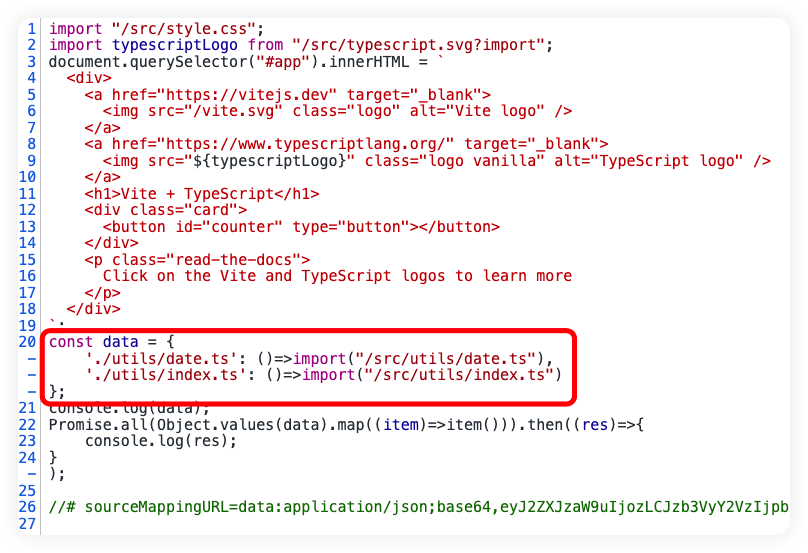 1 import "/src/style.css";
2 import typescriptLogo from "/src/typescript.svg?import";
3 document.querySelector("#app").innerHTML = `
4   <div>
5     <a href="https://vitejs.dev" target="_blank">
6       <img src="/vite.svg" class="logo" alt="Vite logo" />
7     </a>
8     <a href="https://www.typescriptlang.org/" target="_blank">
9       <img src="${typescriptLogo}" class="logo vanilla" alt="TypeScript logo" />
10     </a>
11     <h1>Vite + TypeScript</h1>
12     <div class="card">
13       <button id="counter" type="button"></button>
14     </div>
15     <p class="read-the-docs">
16       Click on the Vite and TypeScript logos to learn more
17     </p>
18   </div>
19 `;
20 const data = {
-     './utils/date.ts': ()=>import("/src/utils/date.ts"),
-     './utils/index.ts': ()=>import("/src/utils/index.ts")
- };
21 console.log(data);
22 Promise.all(Object.values(data).map((item)=>item())).then((res)=>{
23     console.log(res);
24 }
- );
25
26 //# sourceMappingURL=data:application/json;base64,eyJ2ZXJzaW9uIjozLCJzb3VyY2VzIjpb
27